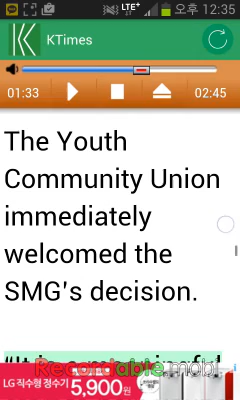 LTE 오후 12:35
KTimes
01:33 02:45
The Youth
Community Union
immediately
welcomed the
SMG's decision.
Recordable.mobi
LG 직수형 정수기 5,900원